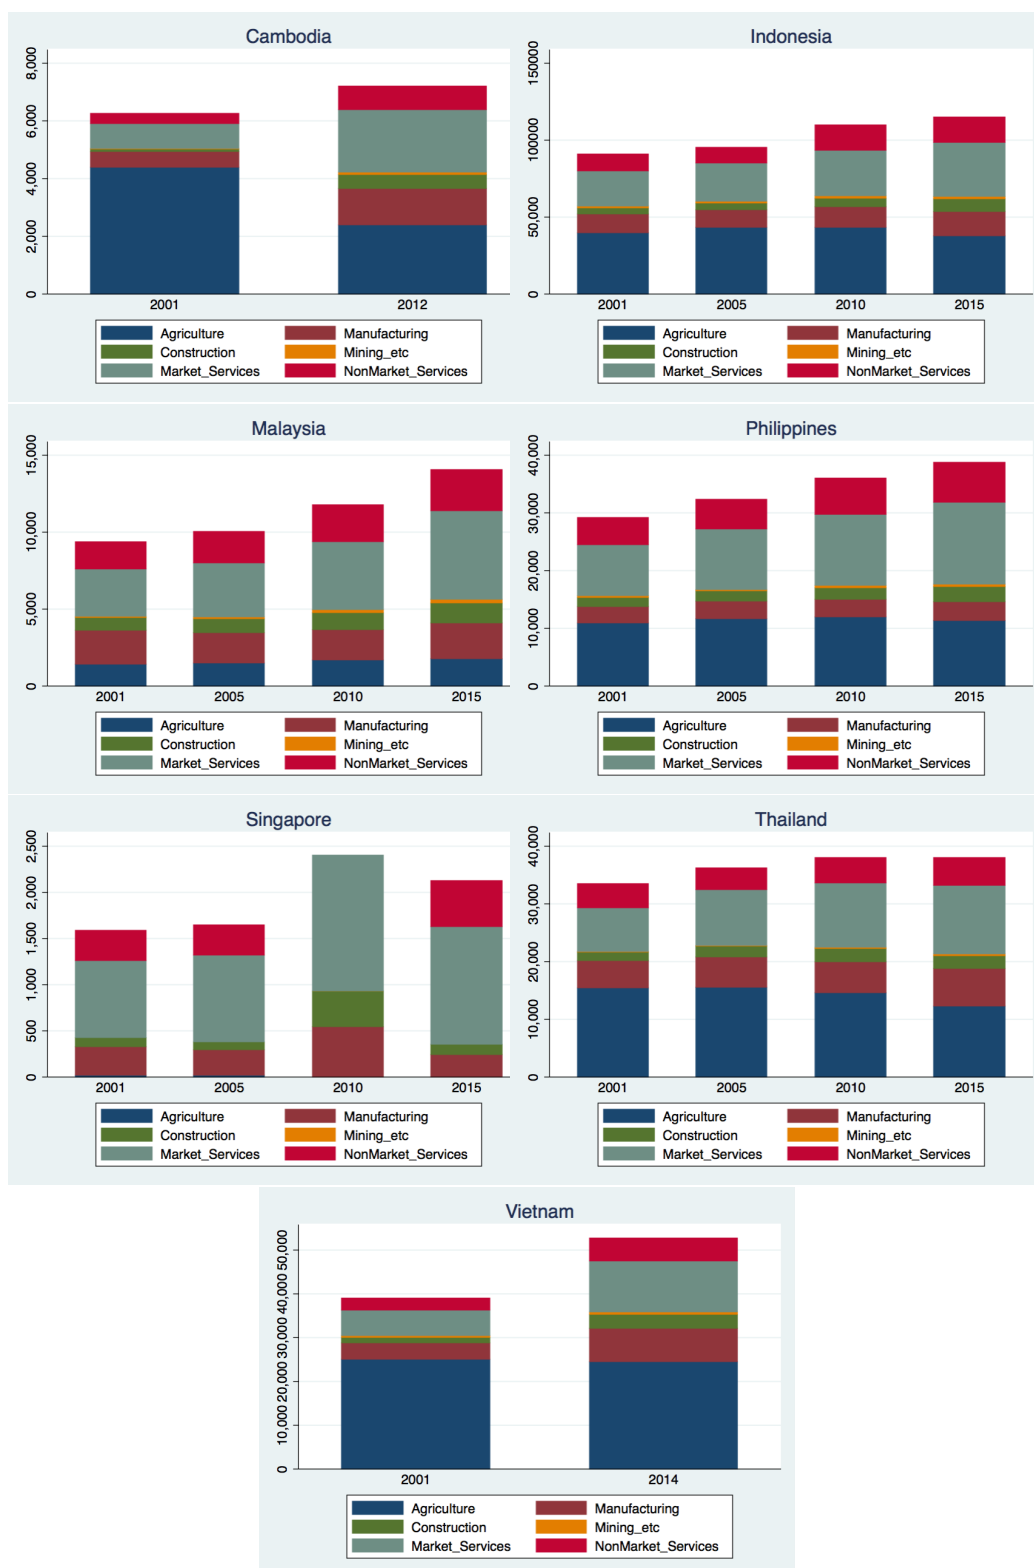 Cambodia
8,000
6,000
4,000
2,000
0
2001 2012
Agriculture Manufacturing
Construction Mining_etc
Market_Services NonMarket_Services
Indonesia
150000
100000
50,000
0
2001 2005 2010 2015
Agriculture Manufacturing
Construction Mining_etc
Market_Services NonMarket_Services
Malaysia
15,000
10,000
5,000
0
2001 2005 2010 2015
Agriculture Manufacturing
Construction Mining_etc
Market_Services NonMarket_Services
Philippines
40,000
30,000
20,000
10,000
0
2001 2005 2010 2015
Agriculture Manufacturing
Construction Mining_etc
Market_Services NonMarket_Services
Singapore
2,500
2,000
1,500
1,000
500
0
2001 2005 2010 2015
Agriculture Manufacturing
Construction Mining_etc
Market_Services NonMarket_Services
Thailand
40,000
30,000
20,000
10,000
0
2001 2005 2010 2015
Agriculture Manufacturing
Construction Mining_etc
Market_Services NonMarket_Services
Vietnam
50,000
40,000
30,000
20,000
10,000
0
2001 2014
Agriculture Manufacturing
Construction Mining_etc
Market_Services NonMarket_Services